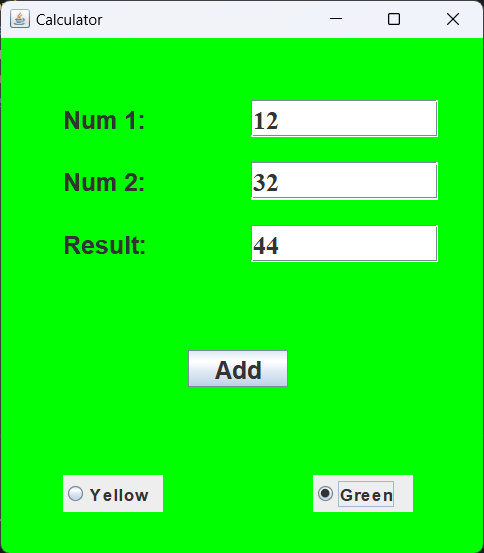 Calculator
Num 1: 12
Num 2: 32
Result: 44
Add
Yellow Green